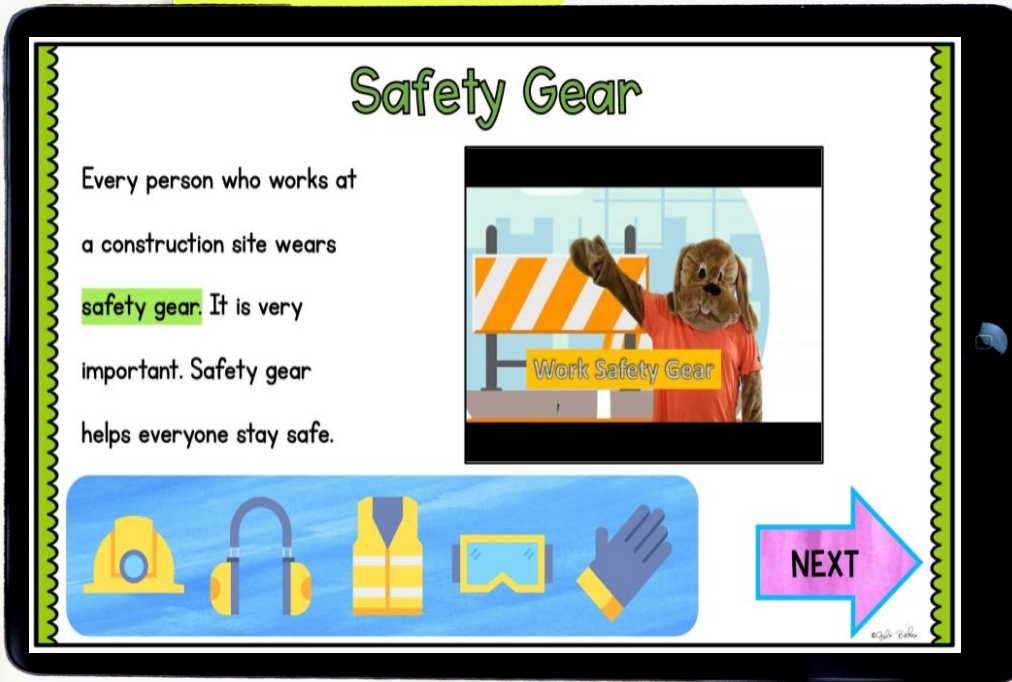 Safety Gear
Every person who works at
a construction site wears
safety gear. It is very
important. Safety gear
helps everyone stay safe.
Work Safety Gear
NEXT